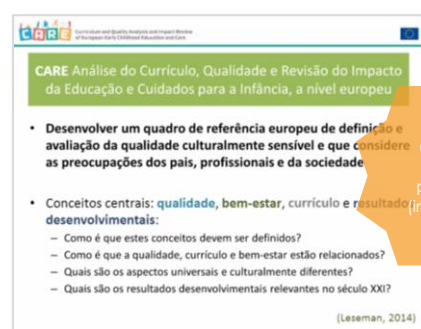 CARE Curriculum and Quality Analysis and Impact Review
of European Early Childhood Education and Care
CARE Análise do Currículo, Qualidade e Revisão do Impacto
da Educação e Cuidados para a Infância, a nível europeu
• Desenvolver um quadro de referência europeu de definição e
avaliação da qualidade culturalmente sensível e que considere
as preocupações dos pais, profissionais e da sociedade
• Conceitos centrais: qualidade, bem-estar, currículo e resultado
desenvolvimentais:
– Como é que estes conceitos devem ser definidos?
– Como é que a qualidade, currículo e bem-estar estão relacionados?
– Quais são os aspectos universais e culturalmente diferentes?
– Quais são os resultados desenvolvimentais relevantes no século XXI?
(Leseman, 2014)